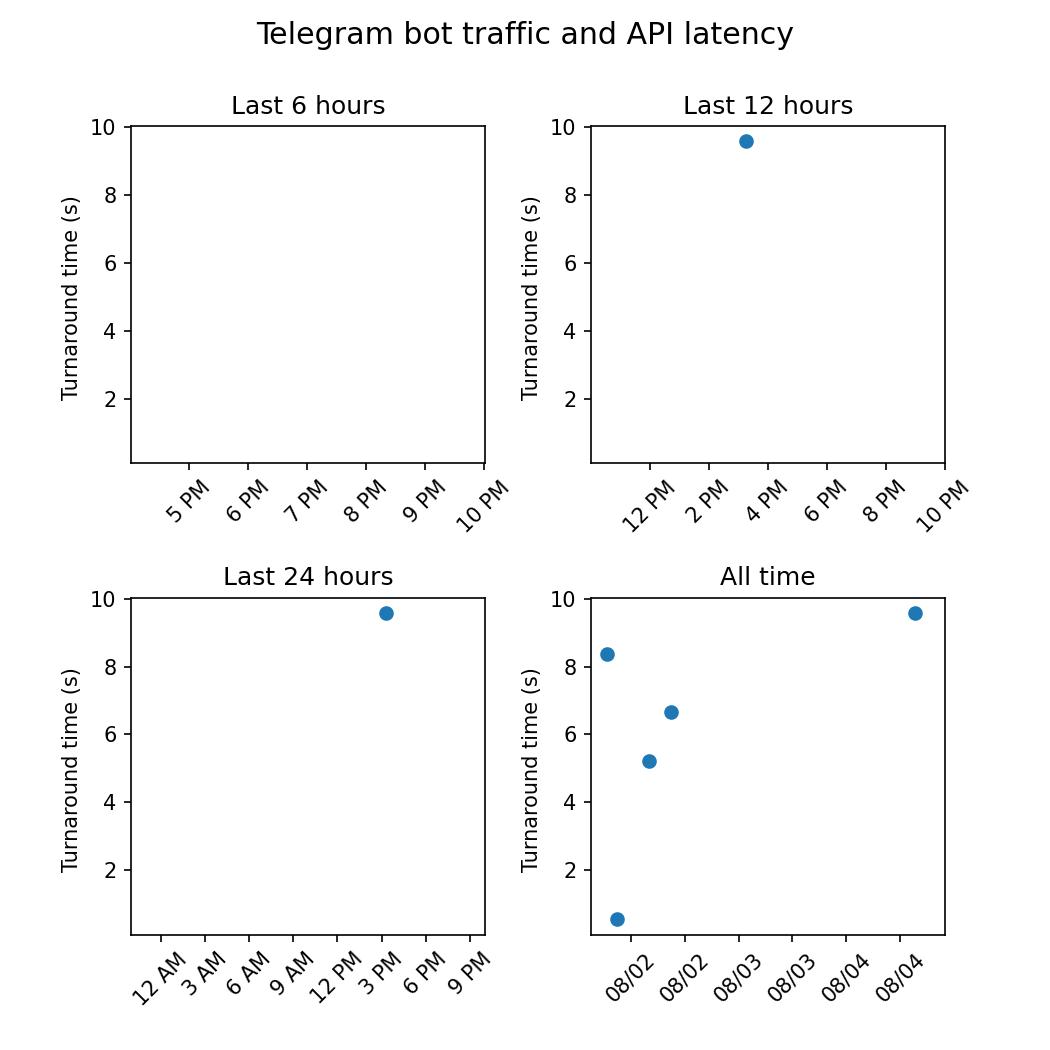 Telegram bot traffic and API latency
Last 6 hours
Turnaround time (s)
10
8
6
4
2
5 PM
6 PM
7 PM
8 PM
9 PM
10 PM
Last 12 hours
Turnaround time (s)
10
8
6
4
2
12 PM
2 PM
4 PM
6 PM
8 PM
10 PM
Last 24 hours
Turnaround time (s)
10
8
6
4
2
12 AM
3 AM
6 AM
9 AM
12 PM
3 PM
6 PM
9 PM
All time
Turnaround time (s)
10
8
6
4
2
08/02
08/02
08/03
08/03
08/04
08/04